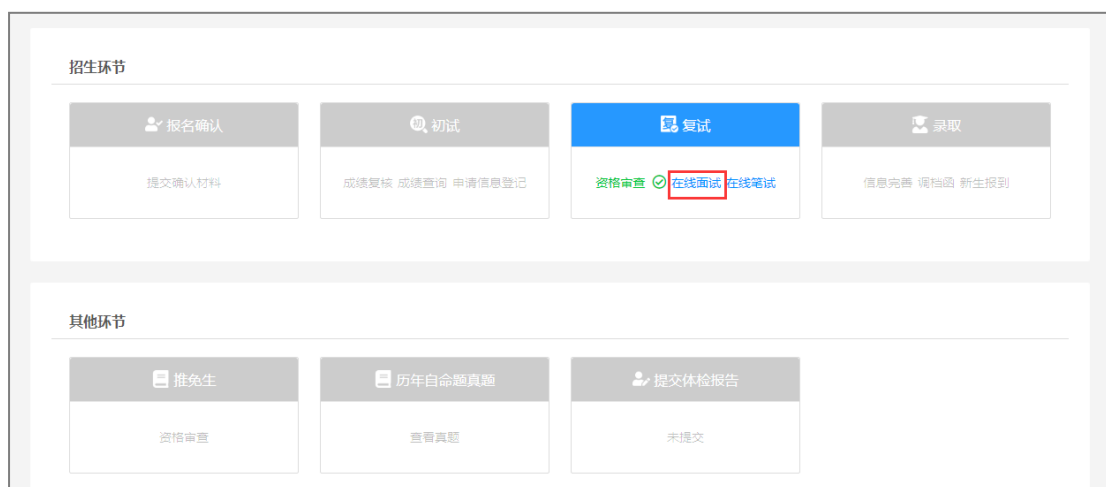 招生环节
报名确认
初 初试
复 复试
录取
提交确认材料
成绩复核 成绩查询 申请信息登记
资格审查 在线面试 在线笔试
信息完善 调档函 新生报到
其他环节
推免生
历年自命题真题
提交体检报告
资格审查
查看真题
未提交